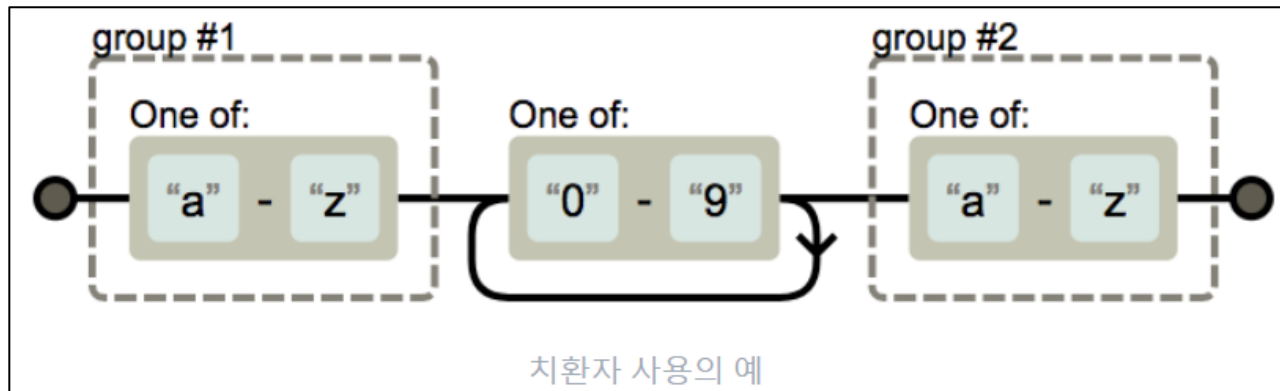 group #1 group #2
One of: One of: One of:
“a” - “z” “0” - “9” “a” - “z”
치환자 사용의 예